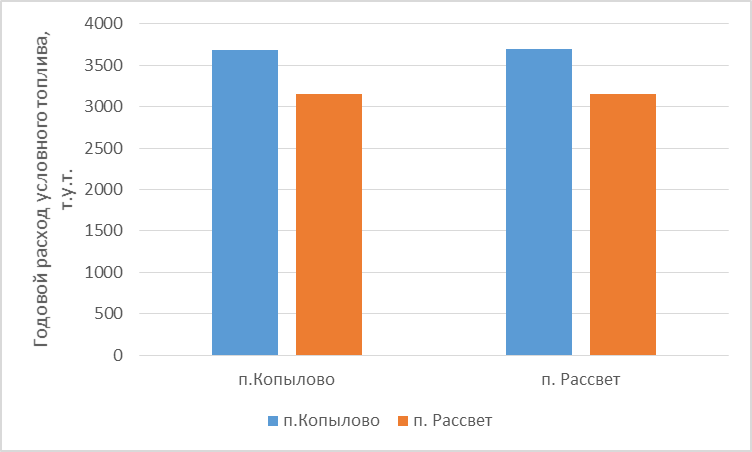 Годовой расход условного топлива,
т.у.т.
4000
3500
3000
2500
2000
1500
1000
500
0
п.Копылово
п. Рассвет
п.Копылово
п. Рассвет